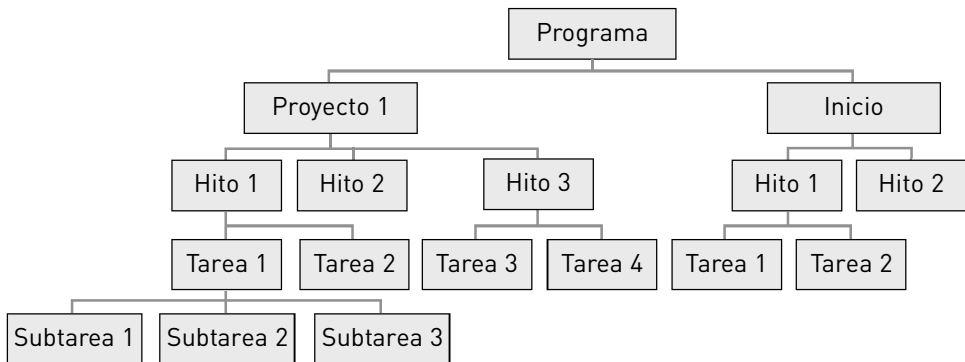 Programa
Proyecto 1
Inicio
Hito 1
Hito 2
Hito 3
Hito 1
Hito 2
Tarea 1
Tarea 2
Tarea 3
Tarea 4
Tarea 1
Tarea 2
Subtarea 1
Subtarea 2
Subtarea 3